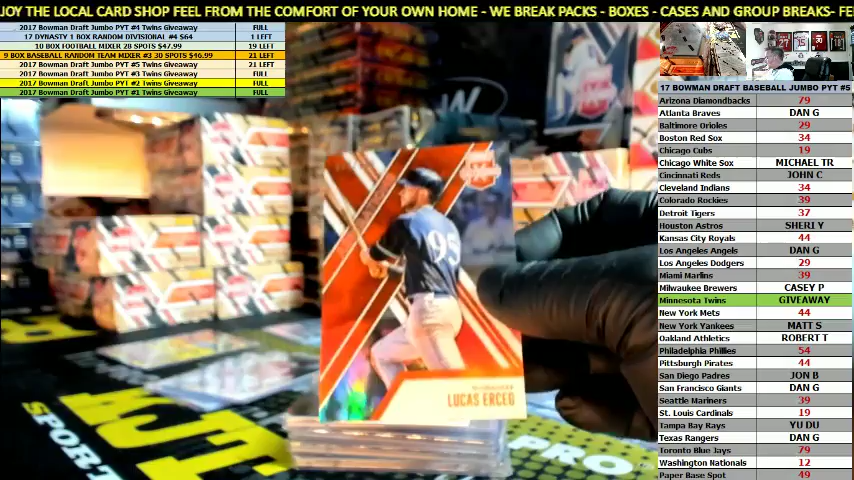 JOY THE LOCAL CARD SHOP FEEL FROM THE COMFORT OF YOUR OWN HOME - WE BREAK PACKS - BOXES - CASES AND GROUP BREAKS- FE
2017 Bowman Draft Jumbo PYT #4 Twins Giveaway FULL
17 DYNASTY 1 BOX RANDOM DIVISIONAL #4 $64 1 LEFT
10 BOX FOOTBALL MIXER 28 SPOTS $47.99 19 LEFT
9 BOX BASEBALL RANDOM TEAM MIXER #3 30 SPOTS $46.99 21 LEFT
2017 Bowman Draft Jumbo PYT #5 Twins Giveaway 21 LEFT
2017 Bowman Draft Jumbo PYT #3 Twins Giveaway FULL
2017 Bowman Draft Jumbo PYT #2 Twins Giveaway FULL
2017 Bowman Draft Jumbo PYT #1 Twins Giveaway FULL
17 BOWMAN DRAFT BASEBALL JUMBO PYT #5
Arizona Diamondbacks 79
Atlanta Braves DAN G
Baltimore Orioles 29
Boston Red Sox 34
Chicago Cubs 19
Chicago White Sox MICHAEL TR
Cincinnati Reds JOHN C
Cleveland Indians 34
Colorado Rockies 39
Detroit Tigers 37
Houston Astros SHERI Y
Kansas City Royals 44
Los Angeles Angels DAN G
Los Angeles Dodgers 29
Miami Marlins 39
Milwaukee Brewers CASEY P
Minnesota Twins GIVEAWAY
New York Mets 44
New York Yankees MATT S
Oakland Athletics ROBERT T
Philadelphia Phillies 54
Pittsburgh Pirates 44
San Diego Padres JON B
San Francisco Giants DAN G
Seattle Mariners 39
St. Louis Cardinals 19
Tampa Bay Rays YU DU
Texas Rangers DAN G
Toronto Blue Jays 79
Washington Nationals 12
Paper Base Spot 49
95
LUCAS ERCEG
KJT
SPORT
PRO